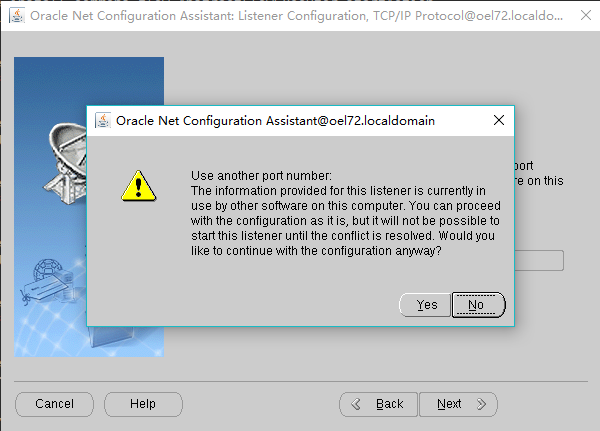 Oracle Net Configuration Assistant: Listener Configuration, TCP/IP Protocol@oel72.localdo...
Oracle Net Configuration Assistant@oel72.localdomain
port
re on this
Use another port number:
The information provided for this listener is currently in
use by other software on this computer. You can proceed
with the configuration as it is, but it will not be possible to
start this listener until the conflict is resolved. Would you
like to continue with the configuration anyway?
Yes
No
Cancel
Help
Back
Next